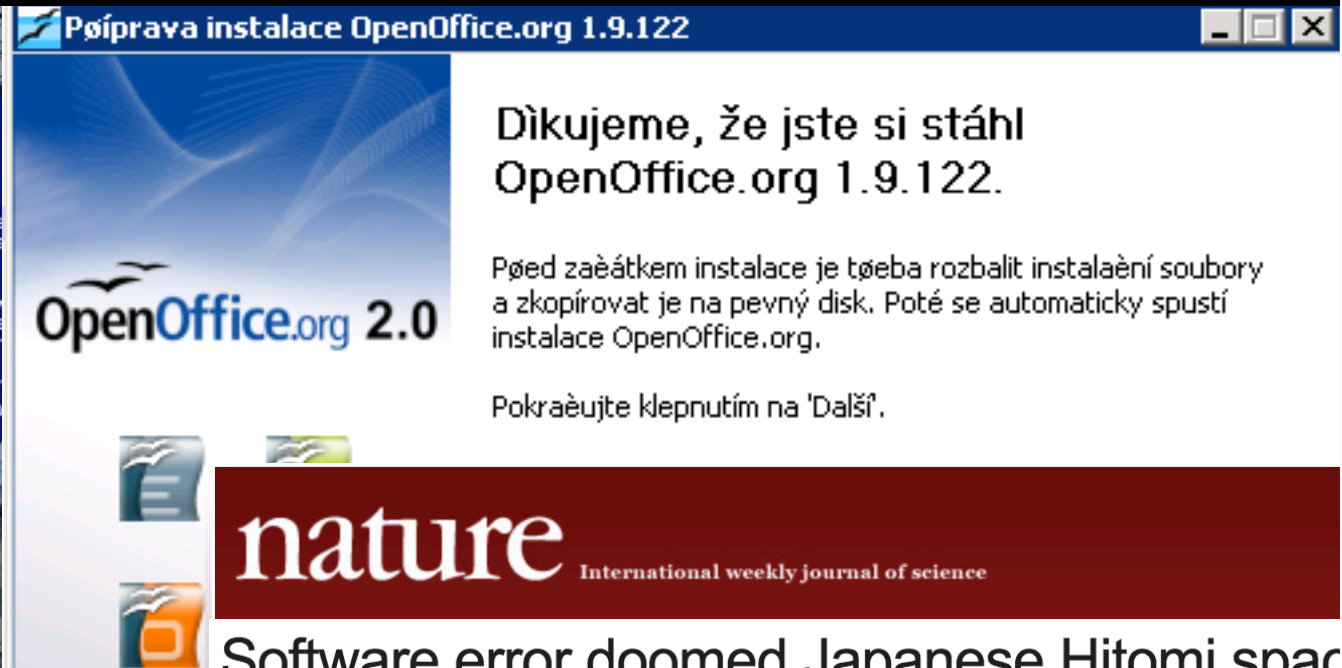 Pøíprava instalace OpenOffice.org 1.9.122
Dìkujeme, že jste si stáhl
OpenOffice.org 1.9.122.
Pøed zaèátkem instalace je tøeba rozbalit instalaèní soubory
a zkopírovat je na pevný disk. Poté se automaticky spustí
instalace OpenOffice.org.
Pokraèujte klepnutím na 'Další'.
OpenOffice.org 2.0
nature
International weekly journal of science
Software error doomed Japanese Hitomi spac